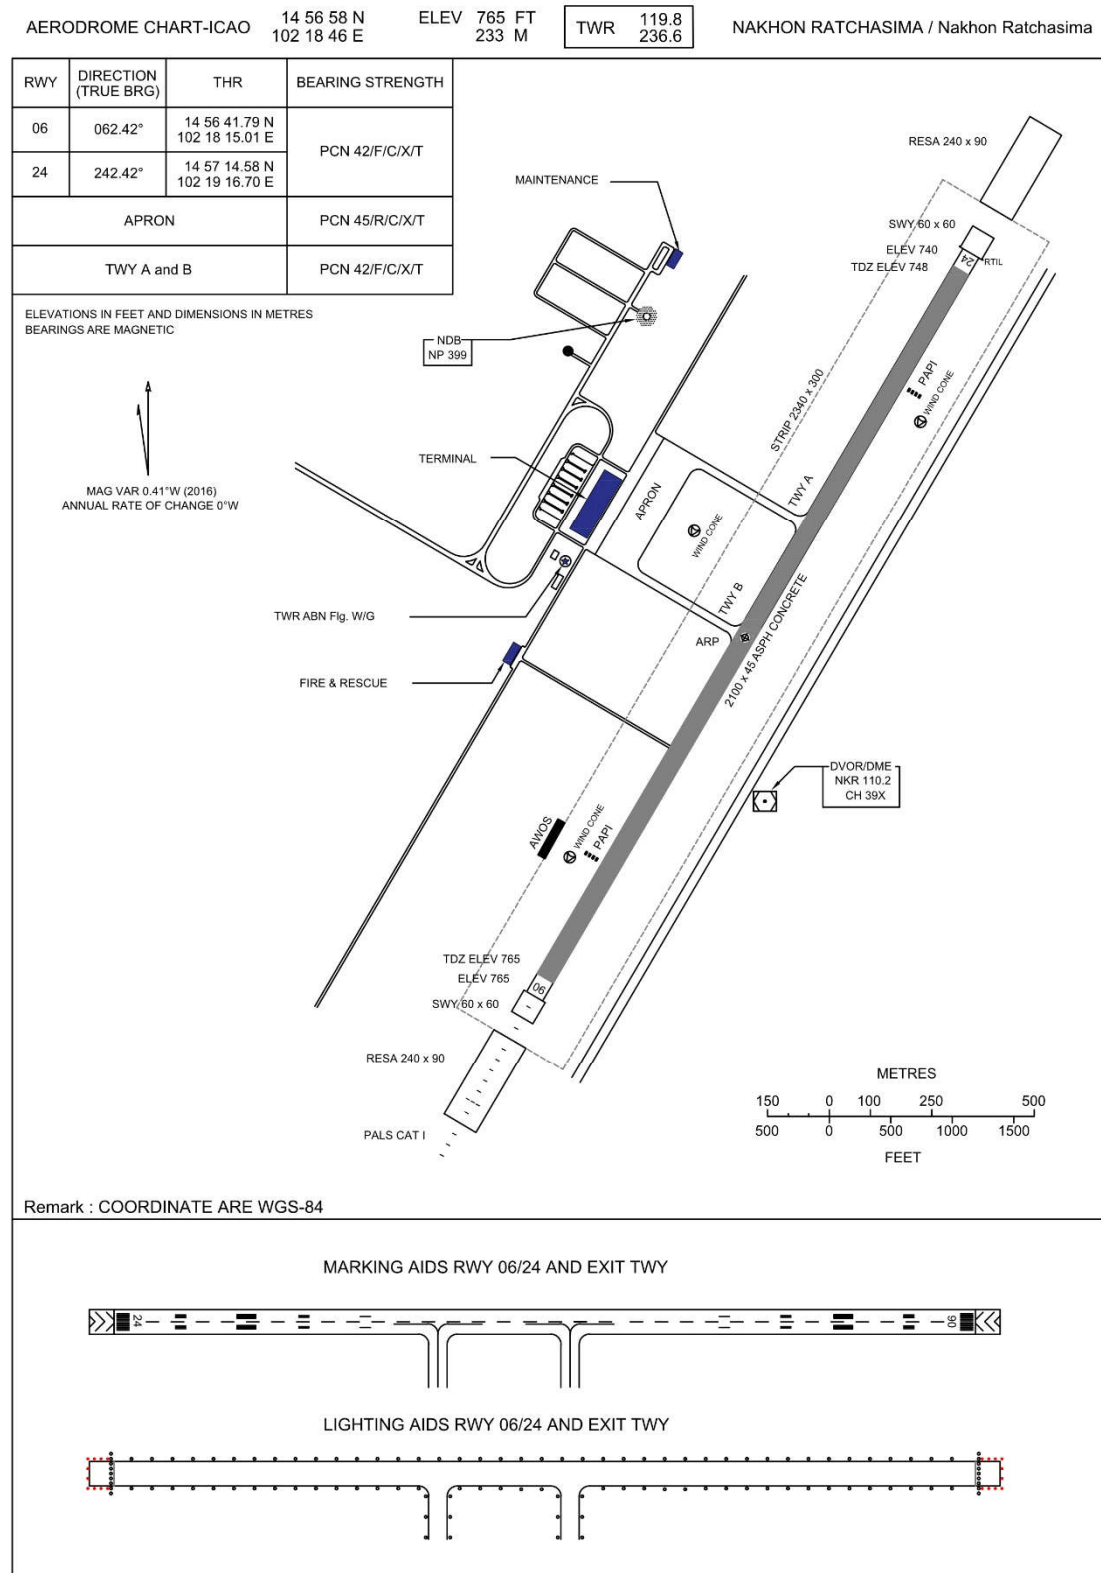 AERODROME CHART-ICAO
14 56 58 N
102 18 46 E
ELEV 765 FT
233 M
TWR 119.8
236.6
NAKHON RATCHASIMA / Nakhon Ratchasima
RWY DIRECTION (TRUE BRG) THR BEARING STRENGTH
06 062.42° 14 56 41.79 N
102 18 15.01 E
PCN 42/F/C/X/T
24 242.42° 14 57 14.58 N
102 19 16.70 E
APRON PCN 45/R/C/X/T
TWY A and B PCN 42/F/C/X/T
ELEVATIONS IN FEET AND DIMENSIONS IN METRES
BEARINGS ARE MAGNETIC
MAG VAR 0.41°W (2016)
ANNUAL RATE OF CHANGE 0°W
RESA 240 x 90
MAINTENANCE
SWY 60 x 60
ELEV 740
TDZ ELEV 748
24
RTIL
NDB
NP 399
PAPI
WIND CONE
STRIP 2340 x 300
TERMINAL
TWY A
APRON
WIND CONE
TWY B
TWR ABN Flg. W/G
ARP
2100 x 45 ASPH CONCRETE
FIRE & RESCUE
DVOR/DME
NKR 110.2
CH 39X
AWOS
WIND CONE
PAPI
TDZ ELEV 765
ELEV 765
06
SWY 60 x 60
RESA 240 x 90
PALS CAT I
METRES
150 0 100 250 500
500 0 500 1000 1500
FEET
Remark : COORDINATE ARE WGS-84
MARKING AIDS RWY 06/24 AND EXIT TWY
24
06
LIGHTING AIDS RWY 06/24 AND EXIT TWY